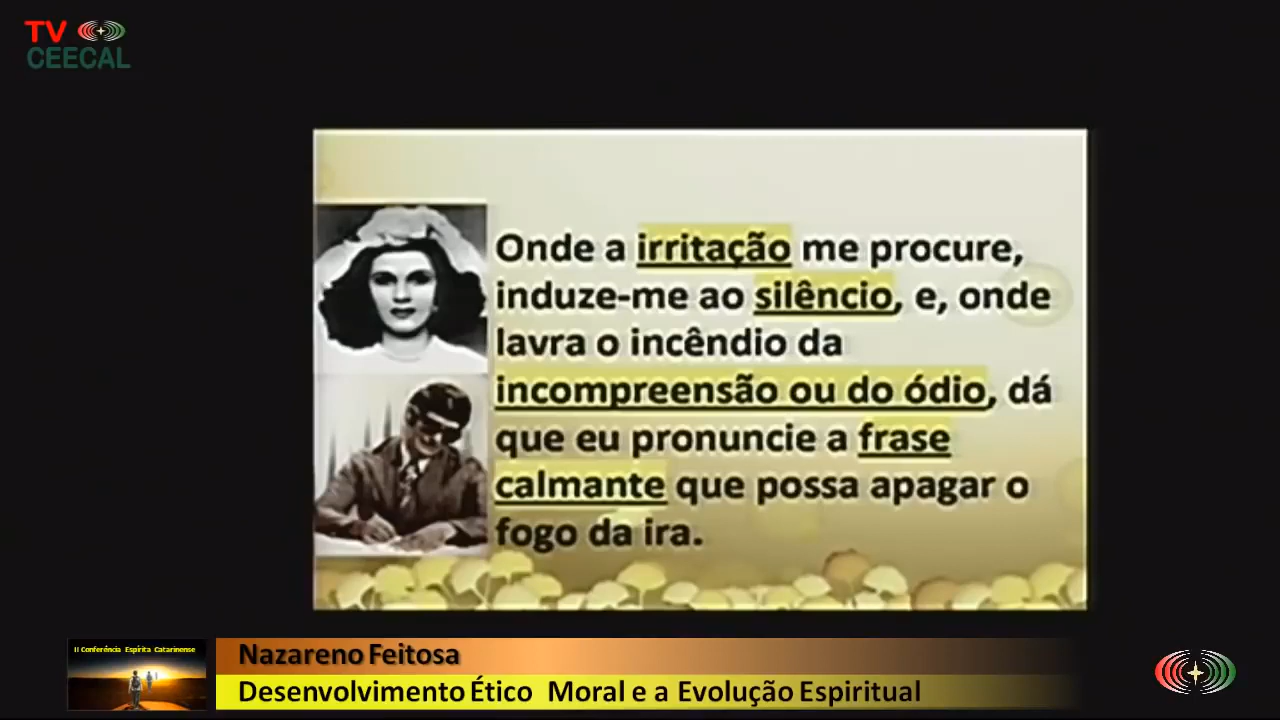 TV
CEECAL
Onde a irritação me procure,
induze-me ao silêncio, e, onde
lavra o incêndio da
incompreensão ou do ódio, dá
que eu pronuncie a frase
calmante que possa apagar o
fogo da ira.
II Conferência Espírita Catarinense
Nazareno Feitosa
Desenvolvimento Ético Moral e a Evolução Espiritual